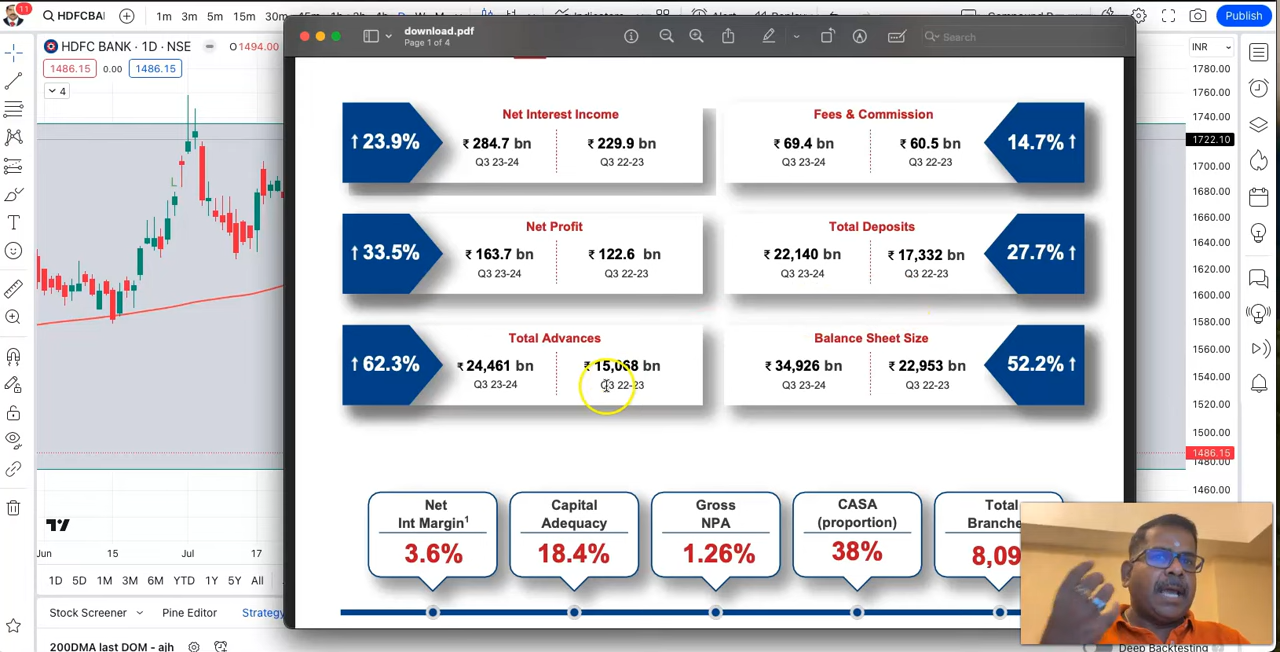 11
HDFCBA
1m 3m 5m 15m 30m
Publish
HDFC BANK · 1D · NSE
O1494.00
1486.15 0.00 1486.15
4
L
Jun 15 Jul 17
1D 5D 1M 3M 6M YTD 1Y 5Y All
Stock Screener Pine Editor Strategy
200DMA last DOM - ajh
download.pdf
Page 1 of 4
Search
↑23.9%
Net Interest Income
₹ 284.7 bn ₹ 229.9 bn
Q3 23-24 Q3 22-23
Fees & Commission
₹ 69.4 bn ₹ 60.5 bn
Q3 23-24 Q3 22-23
14.7%↑
↑33.5%
Net Profit
₹ 163.7 bn ₹ 122.6 bn
Q3 23-24 Q3 22-23
Total Deposits
₹ 22,140 bn ₹ 17,332 bn
Q3 23-24 Q3 22-23
27.7%↑
↑62.3%
Total Advances
₹ 24,461 bn ₹ 15,068 bn
Q3 23-24 Q3 22-23
Balance Sheet Size
₹ 34,926 bn ₹ 22,953 bn
Q3 23-24 Q3 22-23
52.2%↑
Net
Int Margin¹
3.6%
Capital
Adequacy
18.4%
Gross
NPA
1.26%
CASA
(proportion)
38%
Total
Branche
8,09
INR
1780.00
1760.00
1740.00
1722.10
1700.00
1680.00
1660.00
1640.00
1620.00
1600.00
1580.00
1560.00
1540.00
1520.00
1500.00
1486.15
1480.00
1460.00
Deep Backtesting